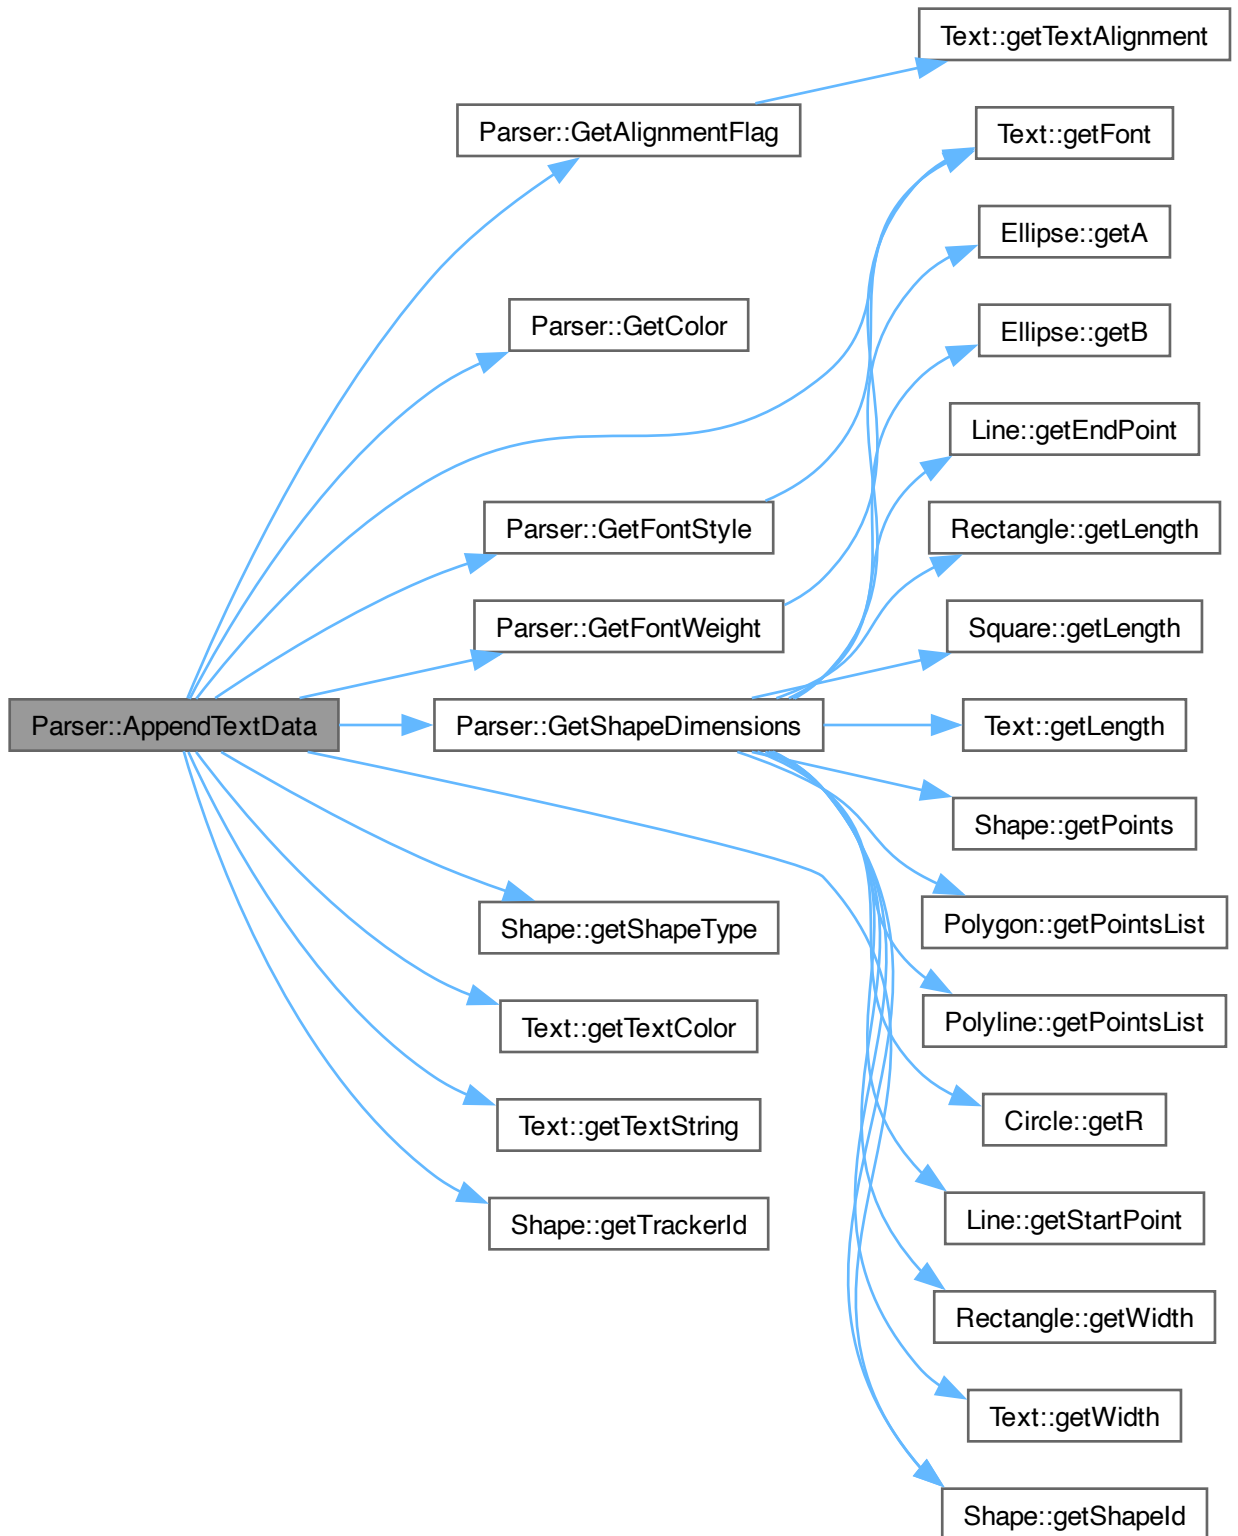 Text::getTextAlignment
Parser::GetAlignmentFlag
Text::getFont
Ellipse::getA
Parser::GetColor
Ellipse::getB
Line::getEndPoint
Parser::GetFontStyle
Rectangle::getLength
Parser::GetFontWeight
Square::getLength
Parser::AppendTextData
Parser::GetShapeDimensions
Text::getLength
Shape::getPoints
Shape::getShapeType
Polygon::getPointsList
Text::getTextColor
Polyline::getPointsList
Text::getTextString
Circle::getR
Shape::getTrackerId
Line::getStartPoint
Rectangle::getWidth
Text::getWidth
Shape::getShapeId